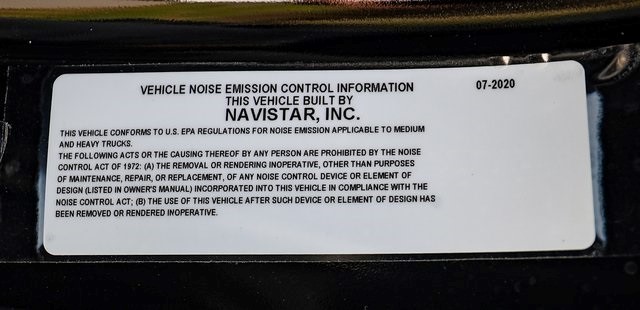 VEHICLE NOISE EMISSION CONTROL INFORMATION 07-2020
THIS VEHICLE BUILT BY
NAVISTAR, INC.
THIS VEHICLE CONFORMS TO U.S. EPA REGULATIONS FOR NOISE EMISSION APPLICABLE TO MEDIUM
AND HEAVY TRUCKS.
THE FOLLOWING ACTS OR THE CAUSING THEREOF BY ANY PERSON ARE PROHIBITED BY THE NOISE
CONTROL ACT OF 1972: (A) THE REMOVAL OR RENDERING INOPERATIVE, OTHER THAN PURPOSES
OF MAINTENANCE, REPAIR, OR REPLACEMENT, OF ANY NOISE CONTROL DEVICE OR ELEMENT OF
DESIGN (LISTED IN OWNER'S MANUAL) INCORPORATED INTO THIS VEHICLE IN COMPLIANCE WITH THE
NOISE CONTROL ACT; (B) THE USE OF THIS VEHICLE AFTER SUCH DEVICE OR ELEMENT OF DESIGN HAS
BEEN REMOVED OR RENDERED INOPERATIVE.